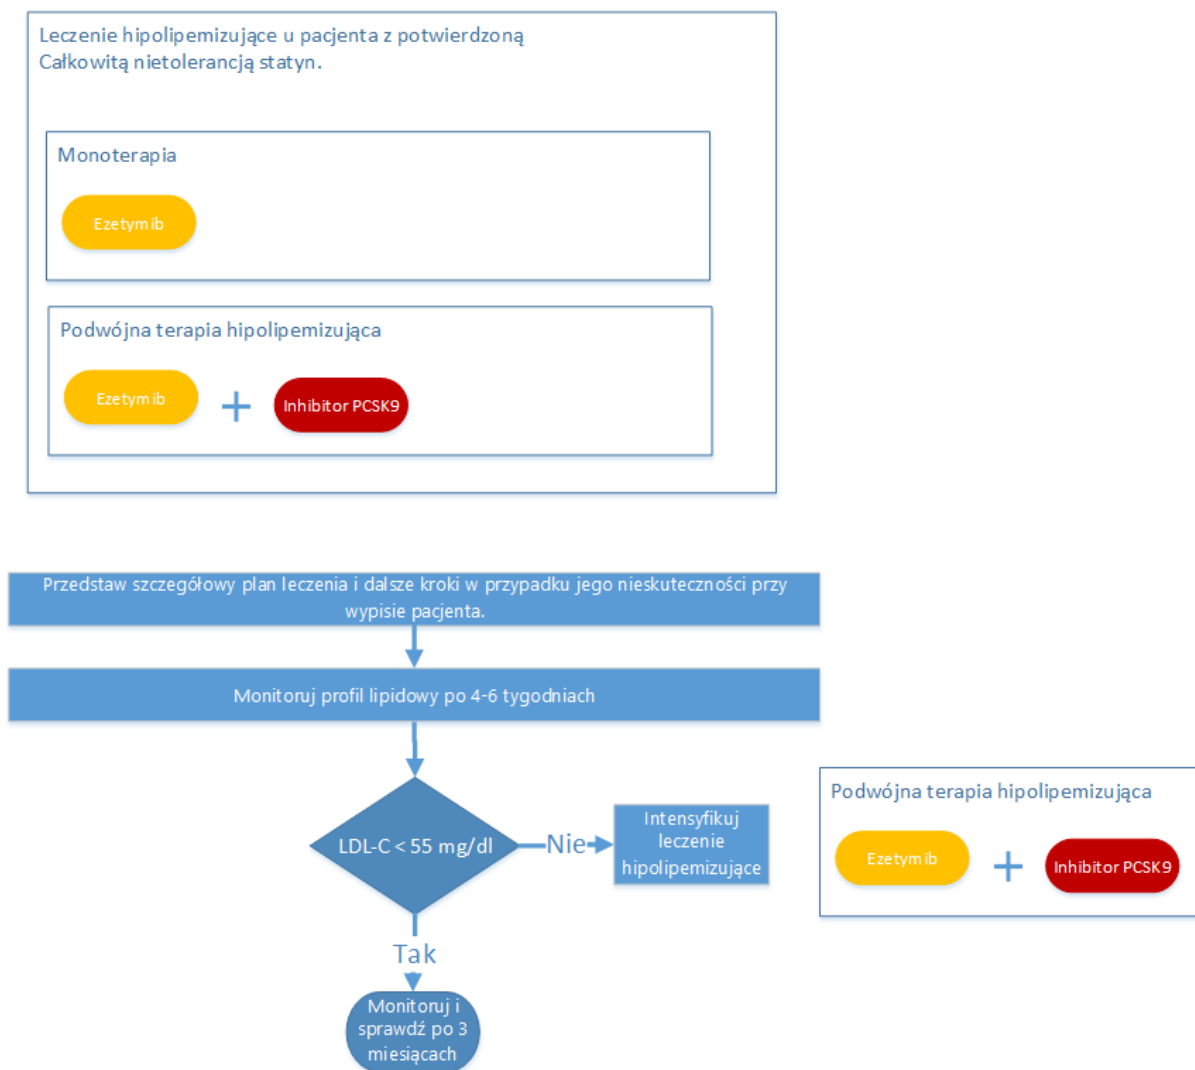 Leczenie hipolipemizujące u pacjenta z potwierdzoną
Całkowitą nietolerancją statyn.
Monoterapia
Ezetymib
Podwójna terapia hipolipemizująca
Ezetymib
+
Inhibitor PCSK9
Przedstaw szczegółowy plan leczenia i dalsze kroki w przypadku jego nieskuteczności przy
wypisie pacjenta.
Monitoruj profil lipidowy po 4-6 tygodniach
LDL-C < 55 mg/dl
Nie
Intensyfikuj
leczenie
hipolipemizujące
Podwójna terapia hipolipemizująca
Ezetymib
+
Inhibitor PCSK9
Tak
Monitoruj i
sprawdź po 3
miesiącach